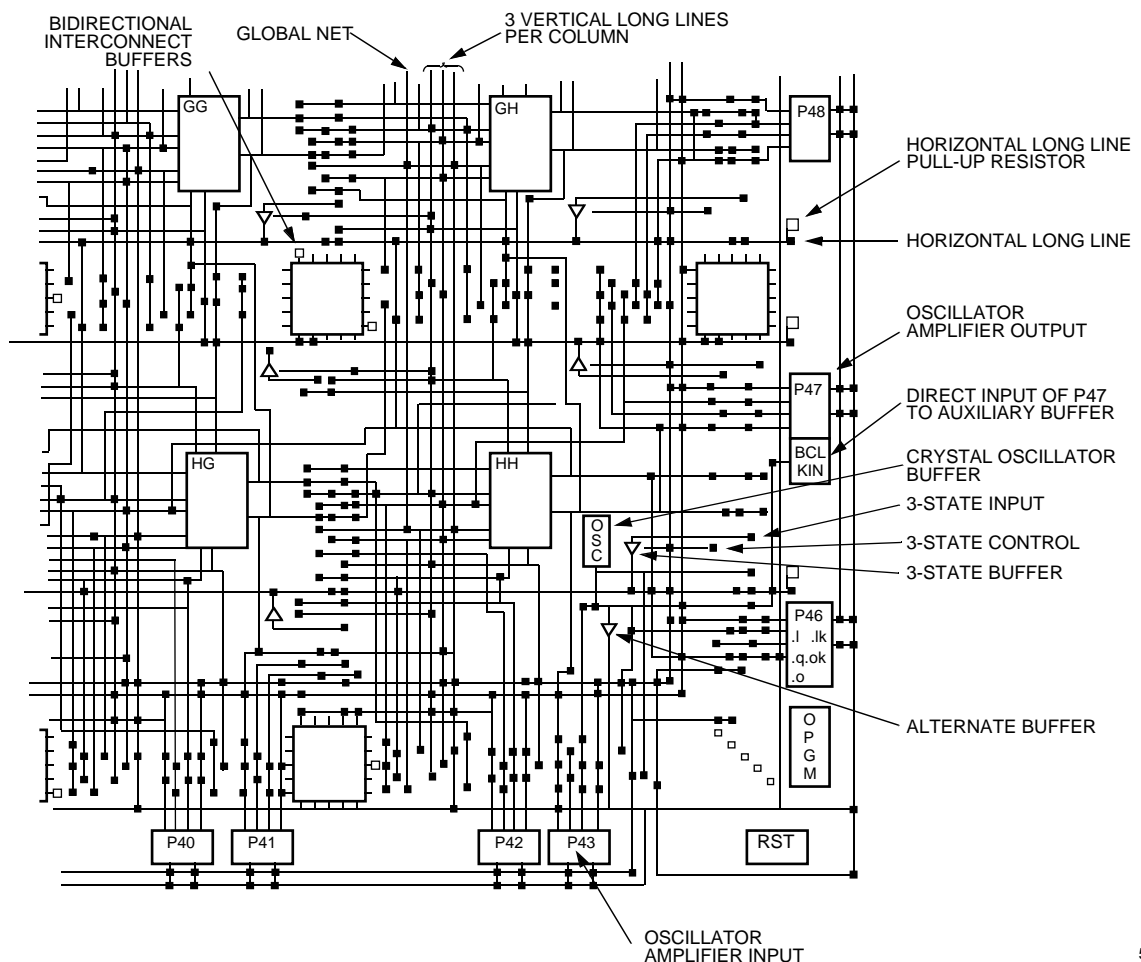 BIDIRECTIONAL
INTERCONNECT
BUFFERS
GLOBAL NET
3 VERTICAL LONG LINES
PER COLUMN
GG
GH
P48
HORIZONTAL LONG LINE
PULL-UP RESISTOR
HORIZONTAL LONG LINE
OSCILLATOR
AMPLIFIER OUTPUT
P47
DIRECT INPUT OF P47
TO AUXILIARY BUFFER
BCL
KIN
CRYSTAL OSCILLATOR
BUFFER
HG
HH
O
S
C
3-STATE INPUT
3-STATE CONTROL
3-STATE BUFFER
P46
.I .lk
.q.ok
.o
ALTERNATE BUFFER
O
P
G
M
P40
P41
P42
P43
RST
OSCILLATOR
AMPLIFIER INPUT
5